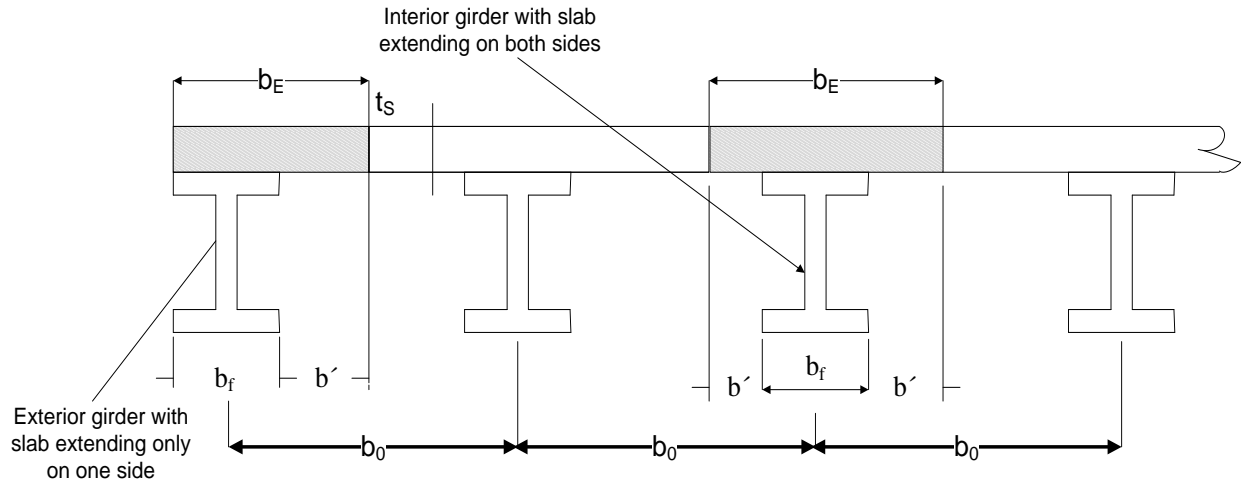 Interior girder with slab
extending on both sides
b_E
t_S
b_E
b_f
b´
b´
b_f
b´
Exterior girder with
slab extending only
on one side
b_0
b_0
b_0